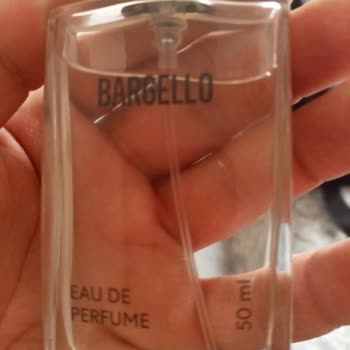 BARGELLO
EAU DE
PERFUME
50 ml